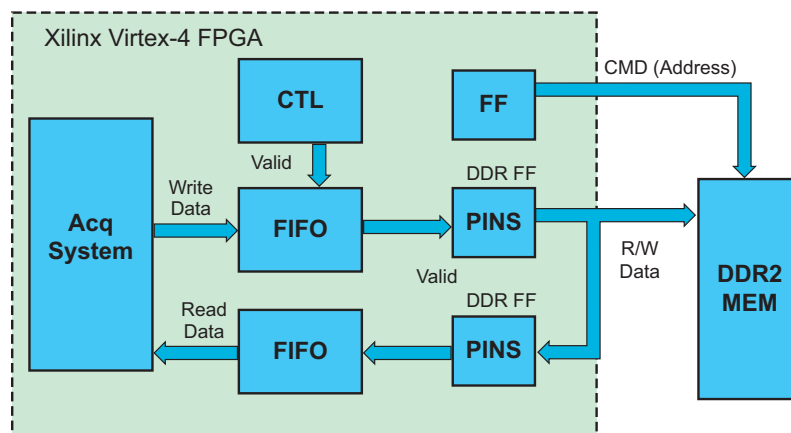 Xilinx Virtex-4 FPGA
CMD (Address)
CTL
FF
Valid
DDR FF
Write
Data
Acq
System
FIFO
PINS
R/W
Data
DDR2
MEM
Valid
DDR FF
Read
Data
FIFO
PINS